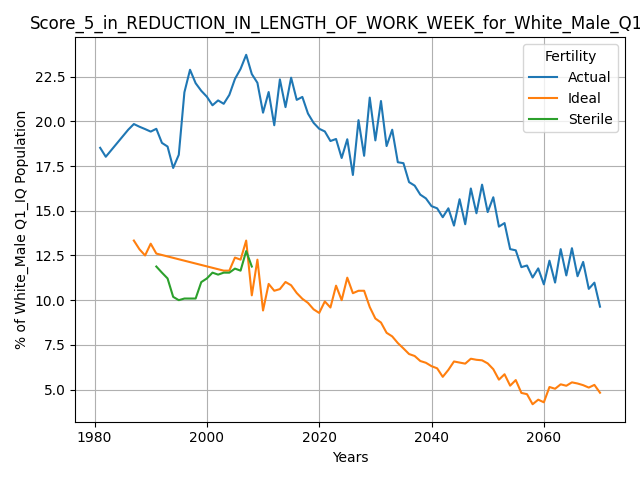 Score_5_in_REDUCTION_IN_LENGTH_OF_WORK_WEEK_for_White_Male_Q1
Fertility
Actual
Ideal
Sterile
% of White_Male Q1_IQ Population
22.5
20.0
17.5
15.0
12.5
10.0
7.5
5.0
1980 2000 2020 2040 2060
Years